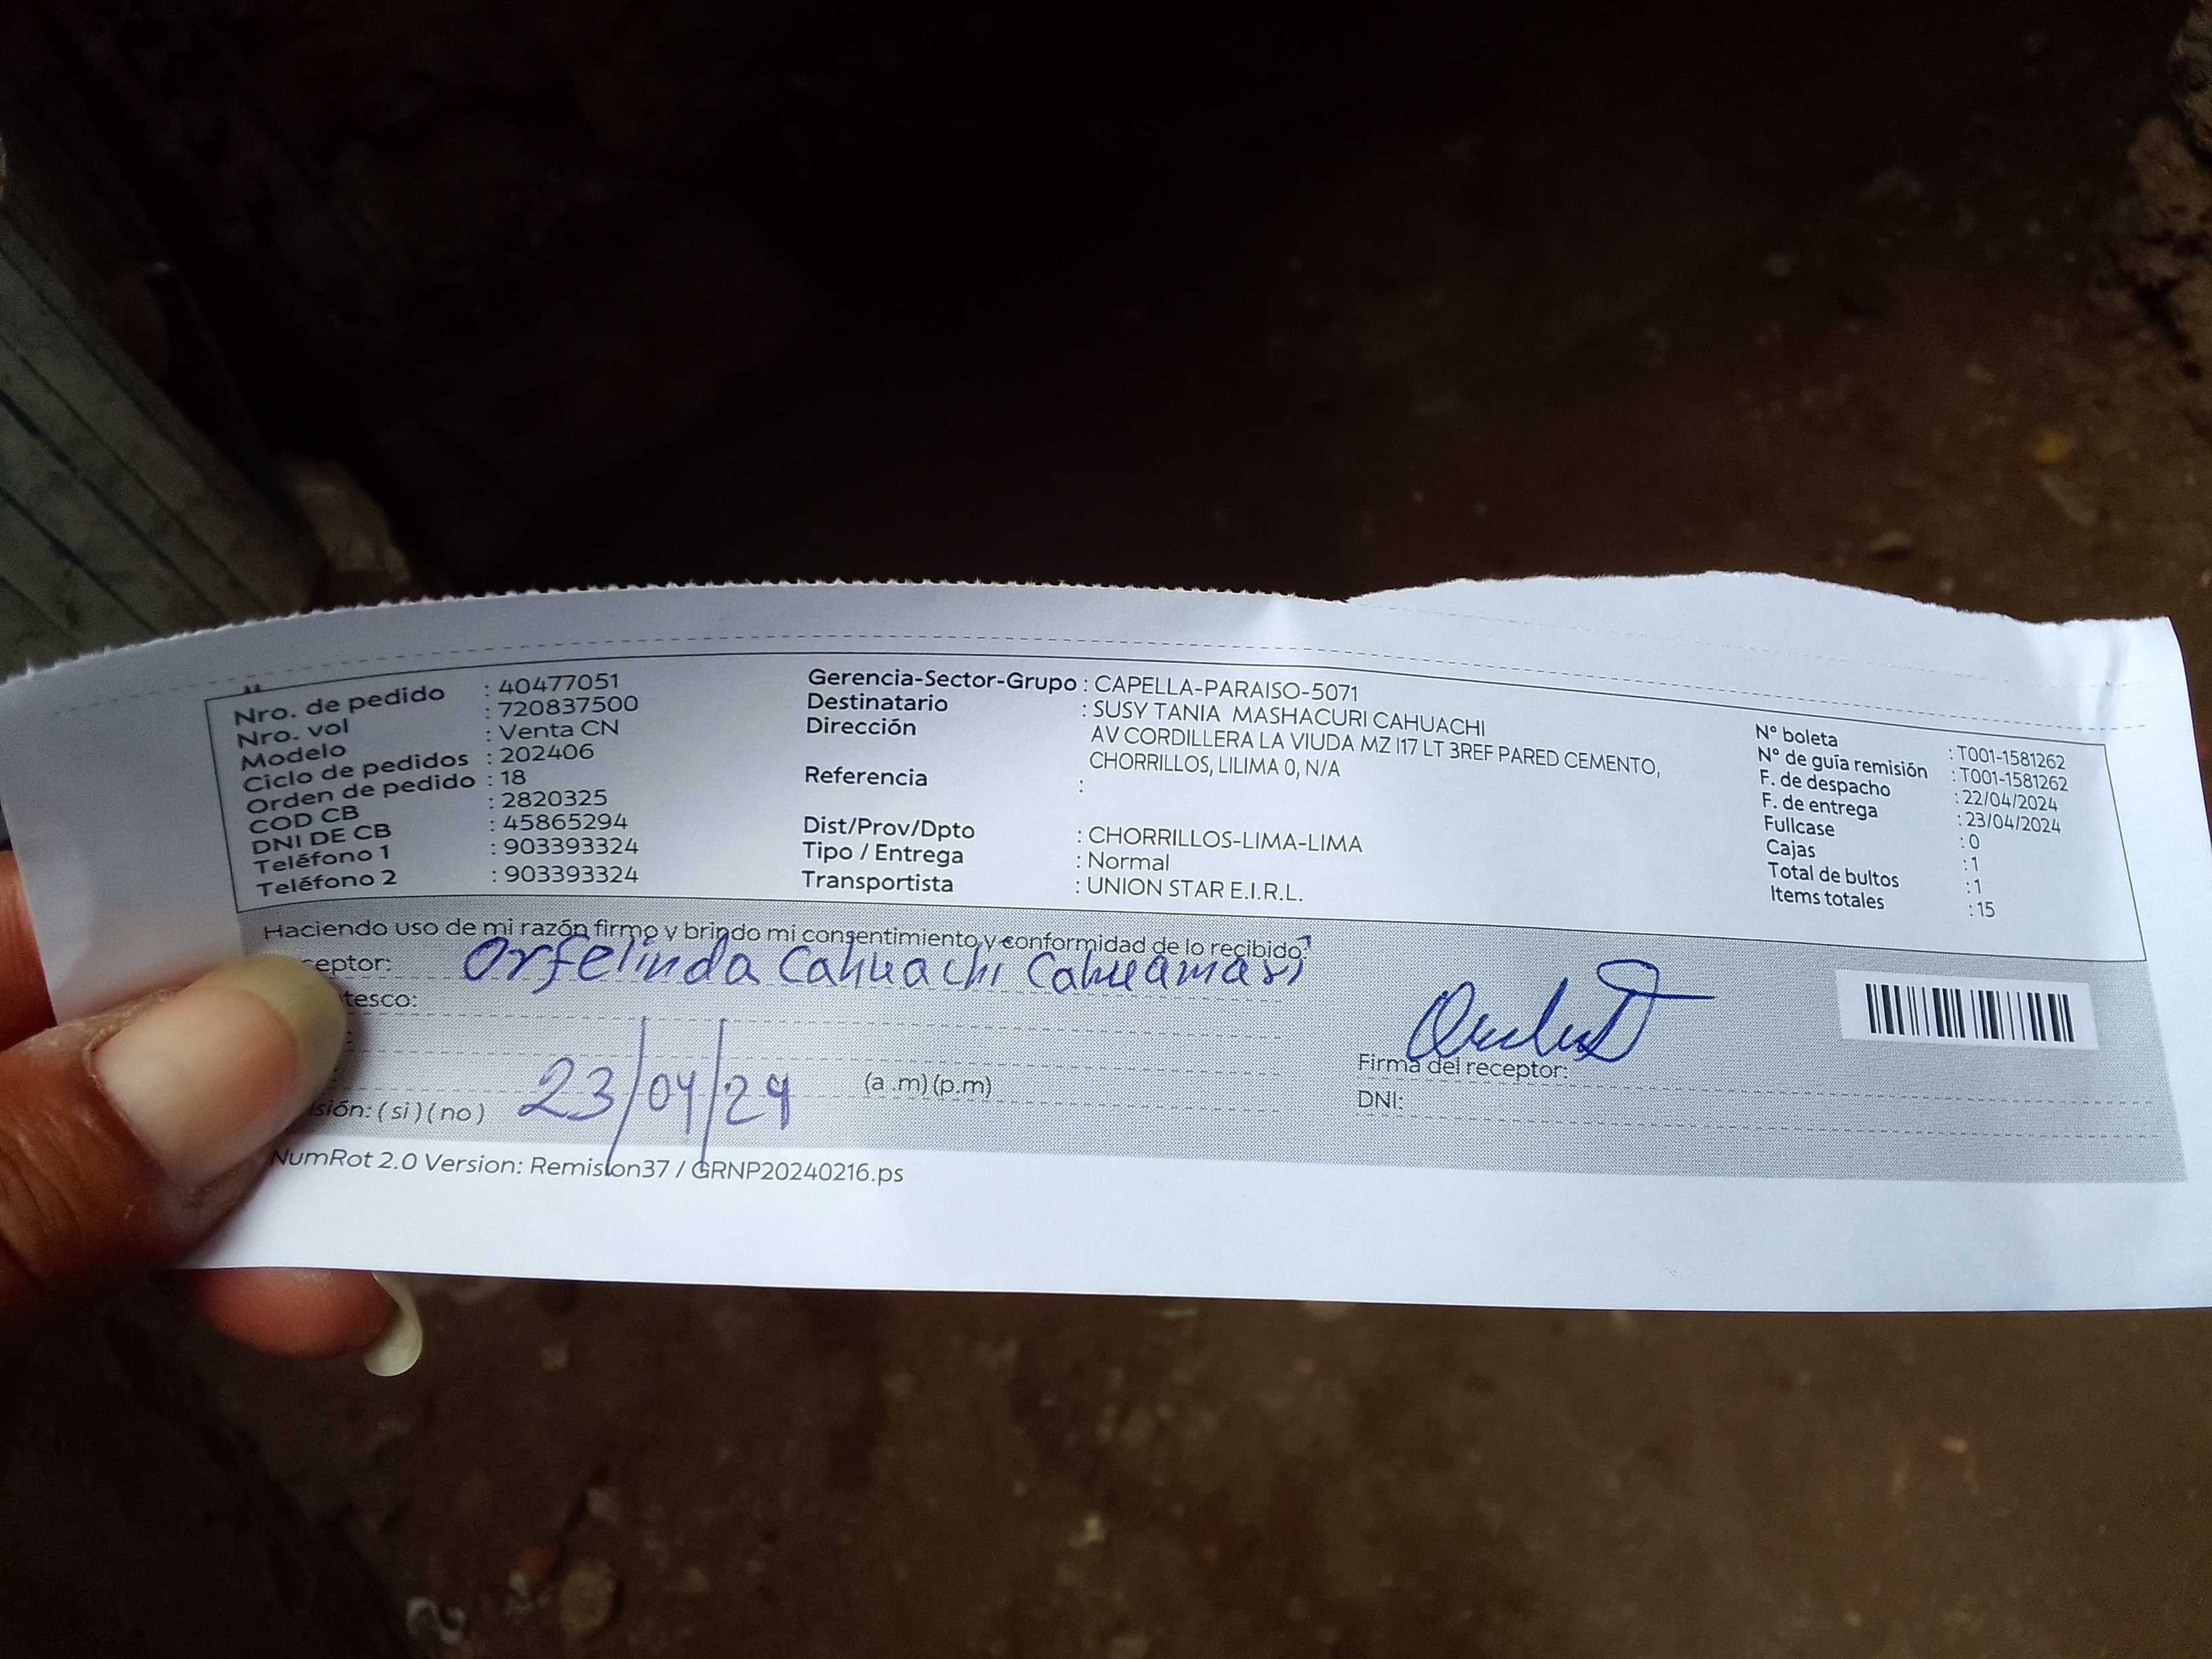 Nro. de pedido : 40477051
Nro. vol : 720837500
Modelo : Venta CN
Ciclo de pedidos : 202406
Orden de pedido : 18
COD CB : 2820325
DNI DE CB : 45865294
Teléfono 1 : 903393324
Teléfono 2 : 903393324
Gerencia-Sector-Grupo : CAPELLA-PARAISO-5071
Destinatario : SUSY TANIA MASHACURI CAHUACHI
Dirección AV CORDILLERA LA VIUDA MZ I17 LT 3REF PARED CEMENTO,
CHORRILLOS, LILIMA 0, N/A
Referencia :
Dist/Prov/Dpto : CHORRILLOS-LIMA-LIMA
Tipo / Entrega : Normal
Transportista : UNION STAR E.I.R.L.
N° boleta : T001-1581262
N° de guía remisión : T001-1581262
F. de despacho : 22/04/2024
F. de entrega : 23/04/2024
Fullcase : 0
Cajas : 1
Total de bultos : 1
Items totales : 15
Haciendo uso de mi razón firmo y brindo mi consentimiento y conformidad de lo recibido.
ceptor: Orfelinda Cahuachi Cahuamari
tesco:
sión: (si) (no) 23/04/24 (a .m) (p.m)
Firma del receptor:
DNI:
NumRot 2.0 Version: Remision37 / GRNP20240216.ps